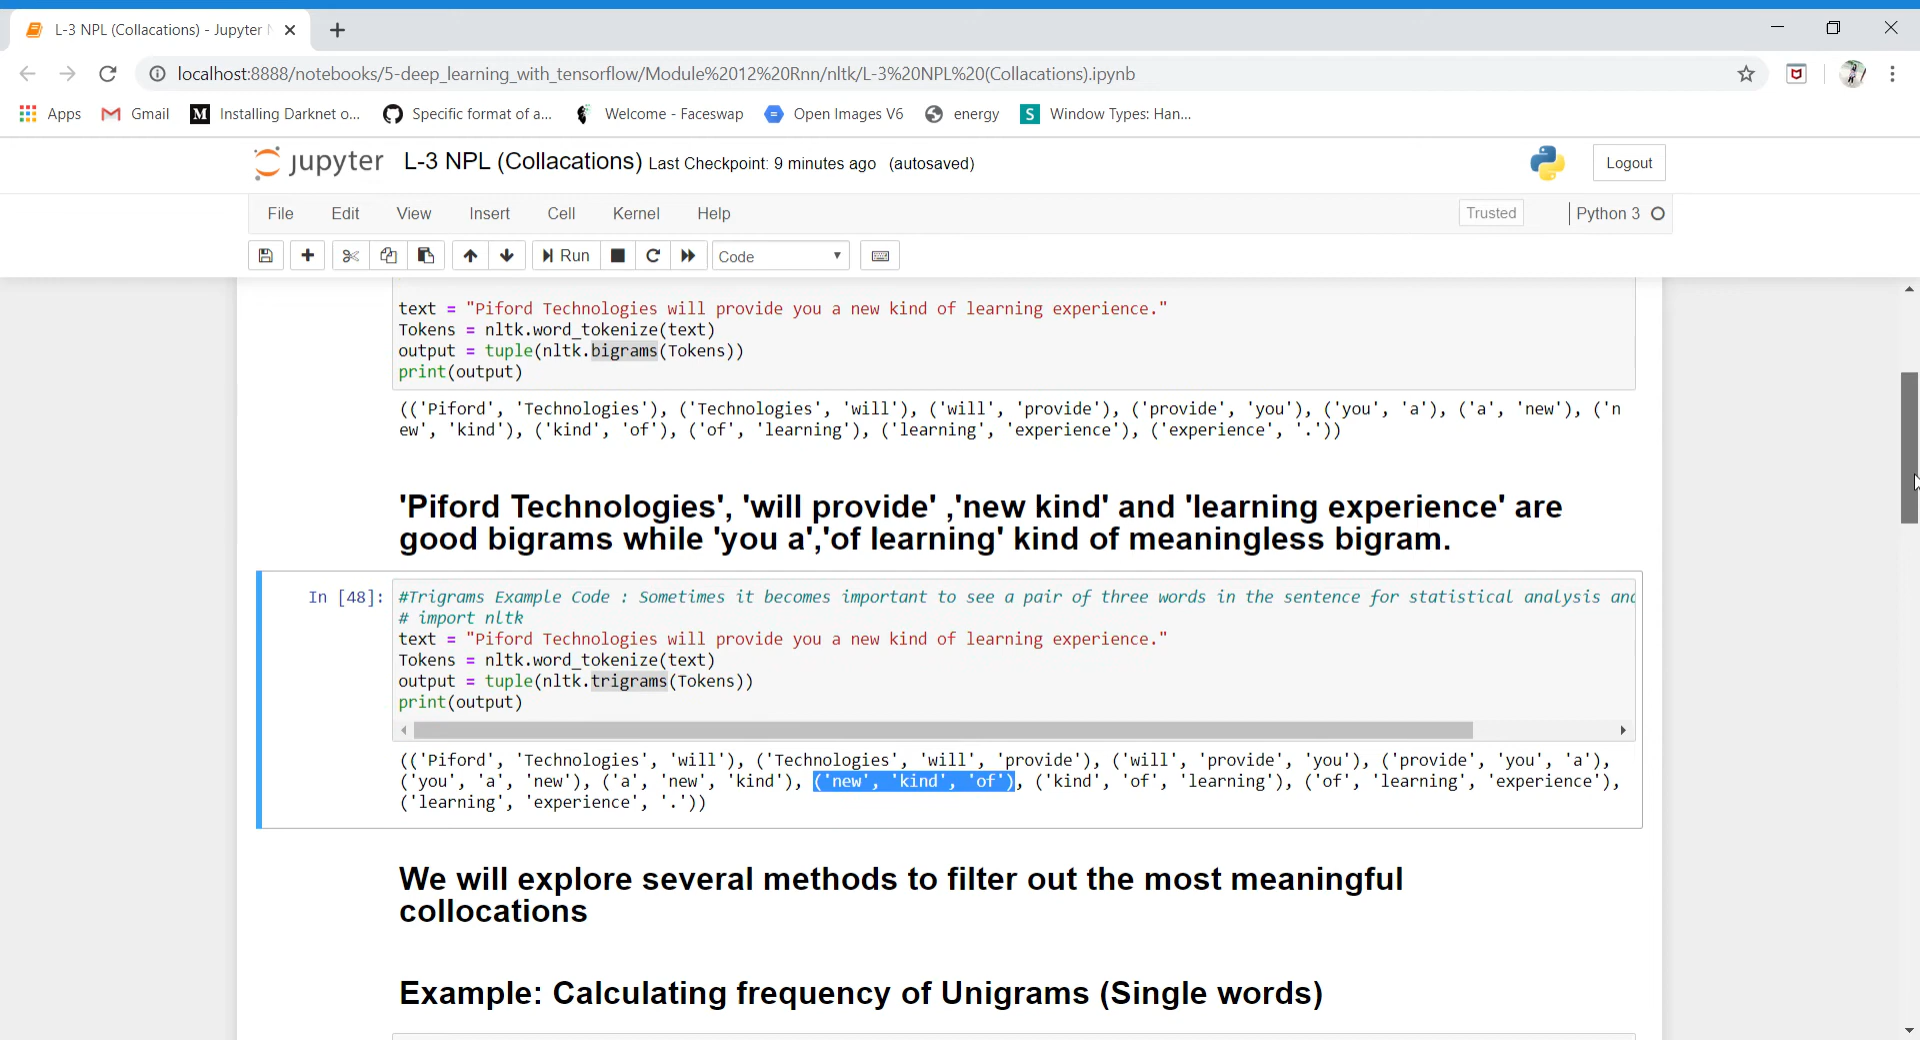 L-3 NPL (Collacations) - Jupyter
localhost:8888/notebooks/5-deep_learning_with_tensorflow/Module%2012%20Rnn/nltk/L-3%20NPL%20(Collacations).ipynb
Apps Gmail Installing Darknet o... Specific format of a... Welcome - Faceswap Open Images V6 energy Window Types: Han...
jupyter L-3 NPL (Collacations) Last Checkpoint: 9 minutes ago (autosaved) Logout
File Edit View Insert Cell Kernel Help Trusted Python 3
Run Code
text = "Piford Technologies will provide you a new kind of learning experience."
Tokens = nltk.word_tokenize(text)
output = tuple(nltk.bigrams(Tokens))
print(output)
(('Piford', 'Technologies'), ('Technologies', 'will'), ('will', 'provide'), ('provide', 'you'), ('you', 'a'), ('a', 'new'), ('n
ew', 'kind'), ('kind', 'of'), ('of', 'learning'), ('learning', 'experience'), ('experience', '.'))
'Piford Technologies', 'will provide' ,'new kind' and 'learning experience' are
good bigrams while 'you a','of learning' kind of meaningless bigram.
In [48]: #Trigrams Example Code : Sometimes it becomes important to see a pair of three words in the sentence for statistical analysis and
# import nltk
text = "Piford Technologies will provide you a new kind of learning experience."
Tokens = nltk.word_tokenize(text)
output = tuple(nltk.trigrams(Tokens))
print(output)
(('Piford', 'Technologies', 'will'), ('Technologies', 'will', 'provide'), ('will', 'provide', 'you'), ('provide', 'you', 'a'),
('you', 'a', 'new'), ('a', 'new', 'kind'), ('new', 'kind', 'of'), ('kind', 'of', 'learning'), ('of', 'learning', 'experience'),
('learning', 'experience', '.'))
We will explore several methods to filter out the most meaningful
collocations
Example: Calculating frequency of Unigrams (Single words)